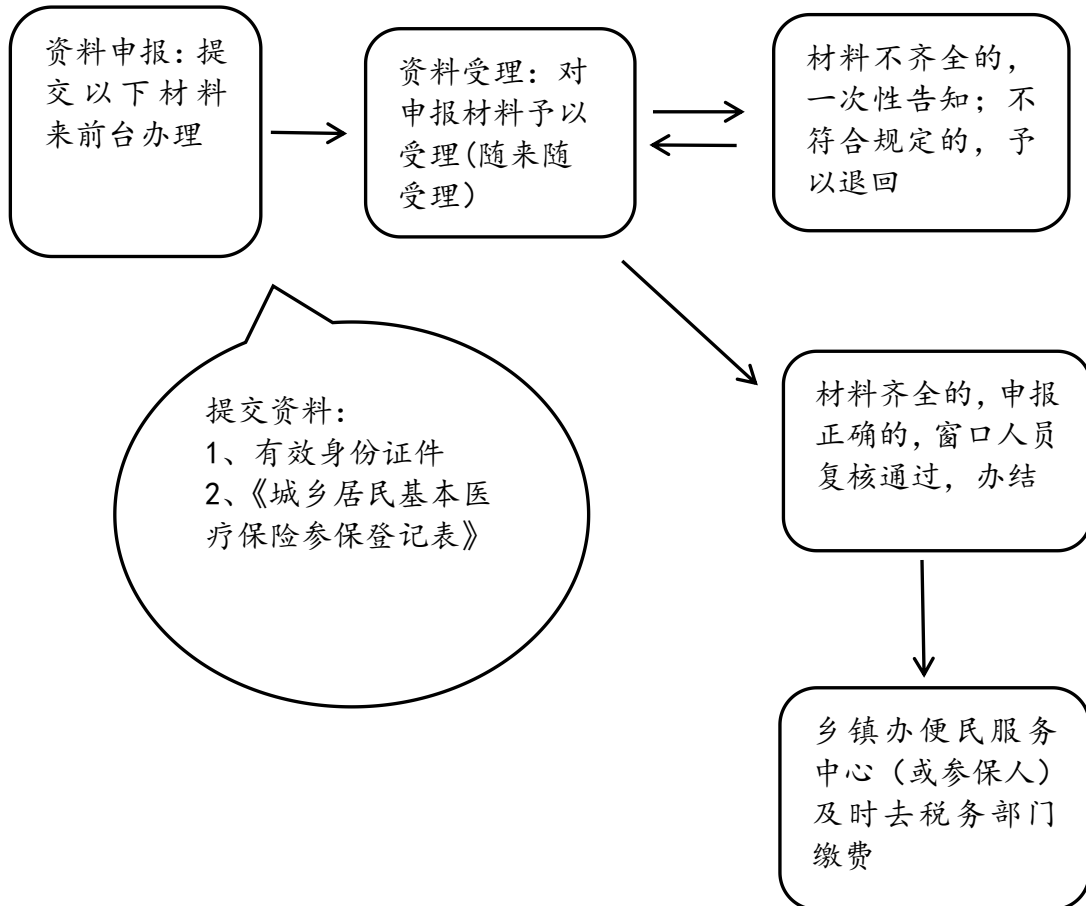 资料申报：提
交以下材料
来前台办理
资料受理：对
申报材料予以
受理(随来随
受理）
材料不齐全的，
一次性告知；不
符合规定的，予
以退回
提交资料：
1、有效身份证件
2、《城乡居民基本医
疗保险参保登记表》
材料齐全的，申报
正确的，窗口人员
复核通过，办结
乡镇办便民服务
中心（或参保人）
及时去税务部门
缴费